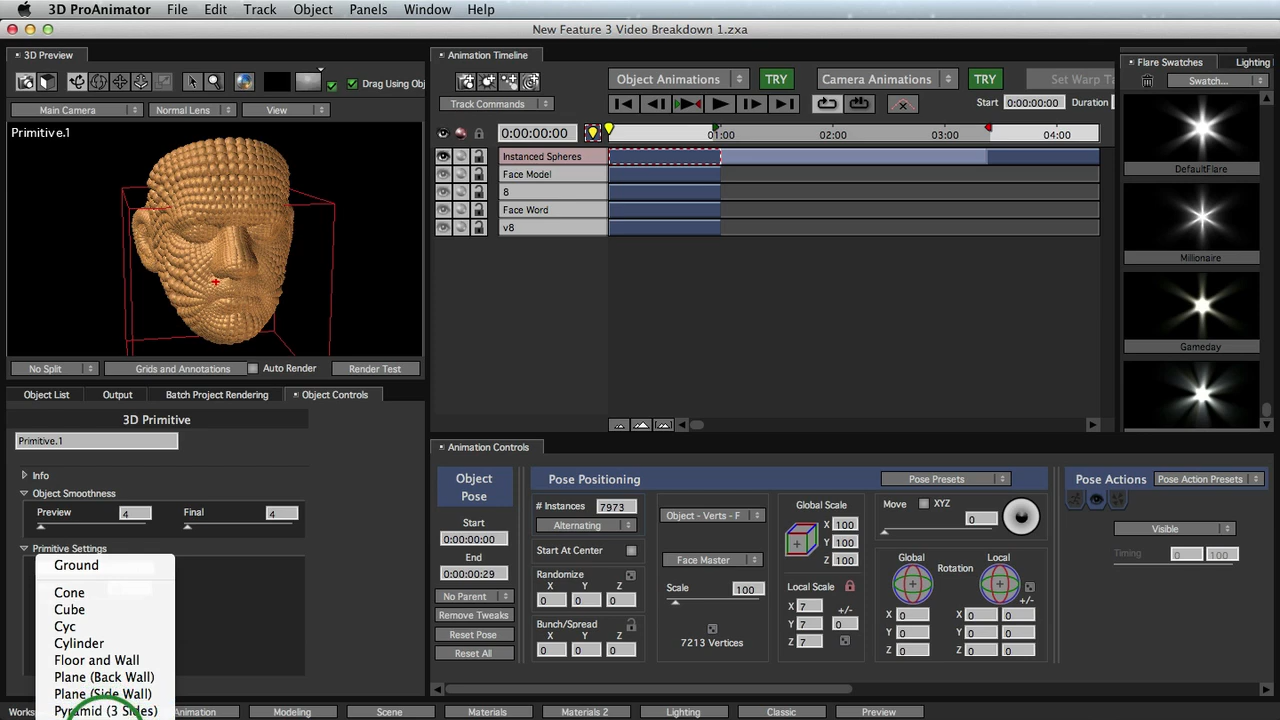 3D ProAnimator File Edit Track Object Panels Window Help
New Feature 3 Video Breakdown 1.zxa
3D Preview
Drag Using Obj
Main Camera Normal Lens View
Primitive.1
No Split Grids and Annotations Auto Render Render Test
Object List Output Batch Project Rendering Object Controls
3D Primitive
Primitive.1
Info
Object Smoothness
Preview 4 Final 4
Primitive Settings
Ground
Cone
Cube
Cyc
Cylinder
Floor and Wall
Plane (Back Wall)
Plane (Side Wall)
Pyramid (3 Sides)
Animation Timeline
Object Animations TRY Camera Animations TRY Set Warp Ta
Track Commands Start 0:00:00:00 Duration
0:00:00:00 01:00 02:00 03:00 04:00
Instanced Spheres
Face Model
8
Face Word
v8
Flare Swatches Lighting
Swatch...
DefaultFlare
Millionaire
Gameday
Animation Controls
Object Pose
Start
0:00:00:00
End
0:00:00:29
No Parent
Remove Tweaks
Reset Pose
Reset All
Pose Positioning Pose Presets
# Instances 7973
Alternating
Start At Center
Randomize
X Y Z
0 0 0
Bunch/Spread
X Y Z
0 0 0
Object - Verts - F
Face Master
Scale 100
7213 Vertices
Global Scale
X 100
Y 100
Z 100
Local Scale
X 7
Y 7
Z 7
+/-
0
Move XYZ
0
Global Rotation Local
+/-
X 0 X 0 0
Y 0 Y 0 0
Z 0 Z 0 0
Pose Actions Pose Action Presets
Visible
Timing 0 100
Works Animation Modeling Scene Materials Materials 2 Lighting Classic Preview